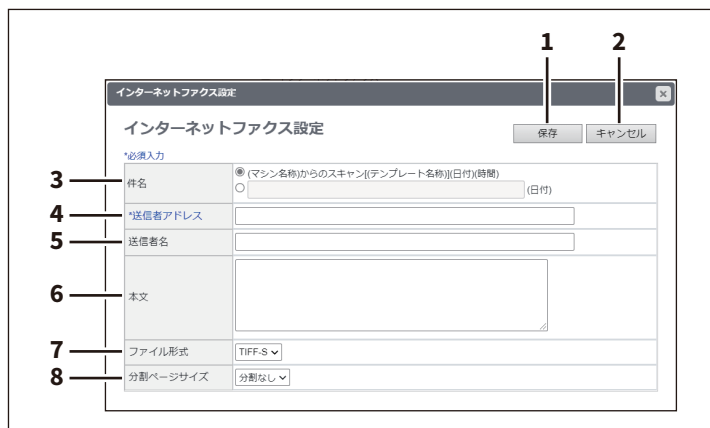 1 2
インターネットファクス設定
インターネットファクス設定
保存 キャンセル
*必須入力
3 件名 (マシン名称)からのスキャン[(テンプレート名称)](日付)(時間)
(日付)
4 *送信者アドレス
5 送信者名
6 本文
7 ファイル形式 TIFF-S
8 分割ページサイズ 分割なし